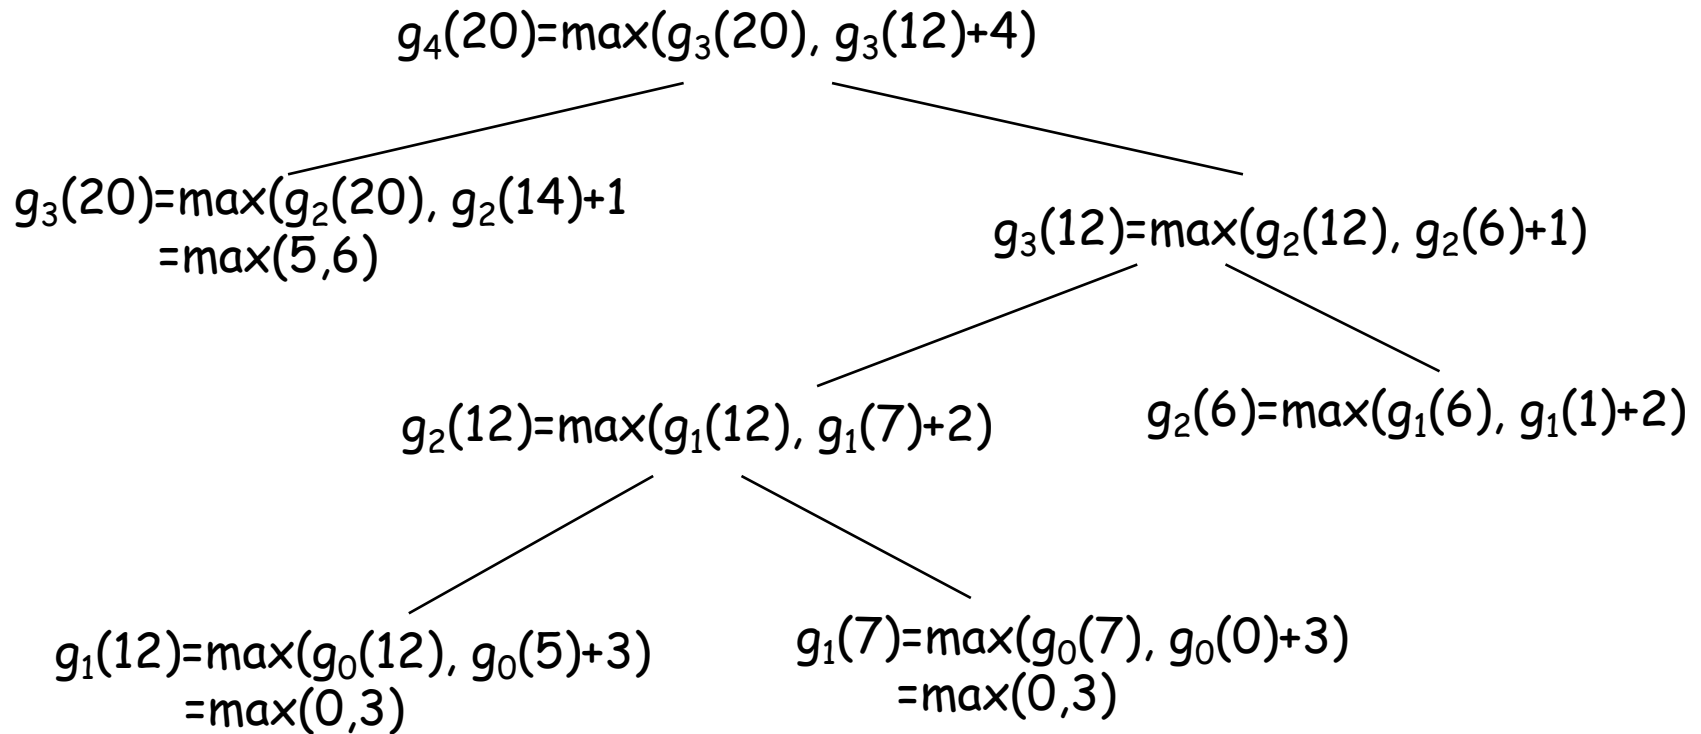 g₄(20)=max(g₃(20), g₃(12)+4)
g₃(20)=max(g₂(20), g₂(14)+1
=max(5,6)
g₃(12)=max(g₂(12), g₂(6)+1)
g₂(12)=max(g₁(12), g₁(7)+2)
g₂(6)=max(g₁(6), g₁(1)+2)
g₁(12)=max(g₀(12), g₀(5)+3)
=max(0,3)
g₁(7)=max(g₀(7), g₀(0)+3)
=max(0,3)